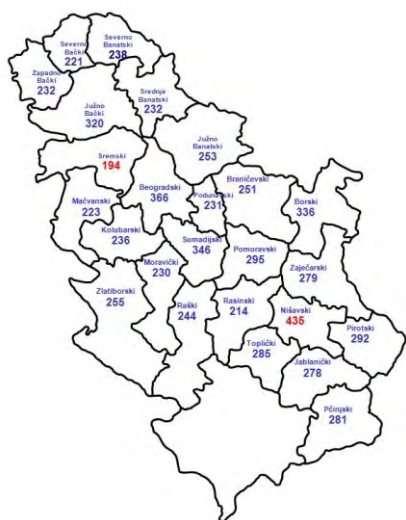 Severno
Bački
221
Severno
Banatski
238
Zapadno
Bački
232
Srednje
Banatski
232
Južno
Bački
320
Južno
Banatski
253
Sremski
194
Beogradski
366
Podunavski
231
Braničevski
251
Borski
336
Mačvanski
223
Kolubarski
236
Sumadijski
346
Pomoravski
295
Zaječarski
279
Moravički
230
Zlatiborski
255
Raški
244
Rasinski
214
Nišavski
435
Pirotski
292
Toplički
285
Jablanički
278
Pčinjski
281